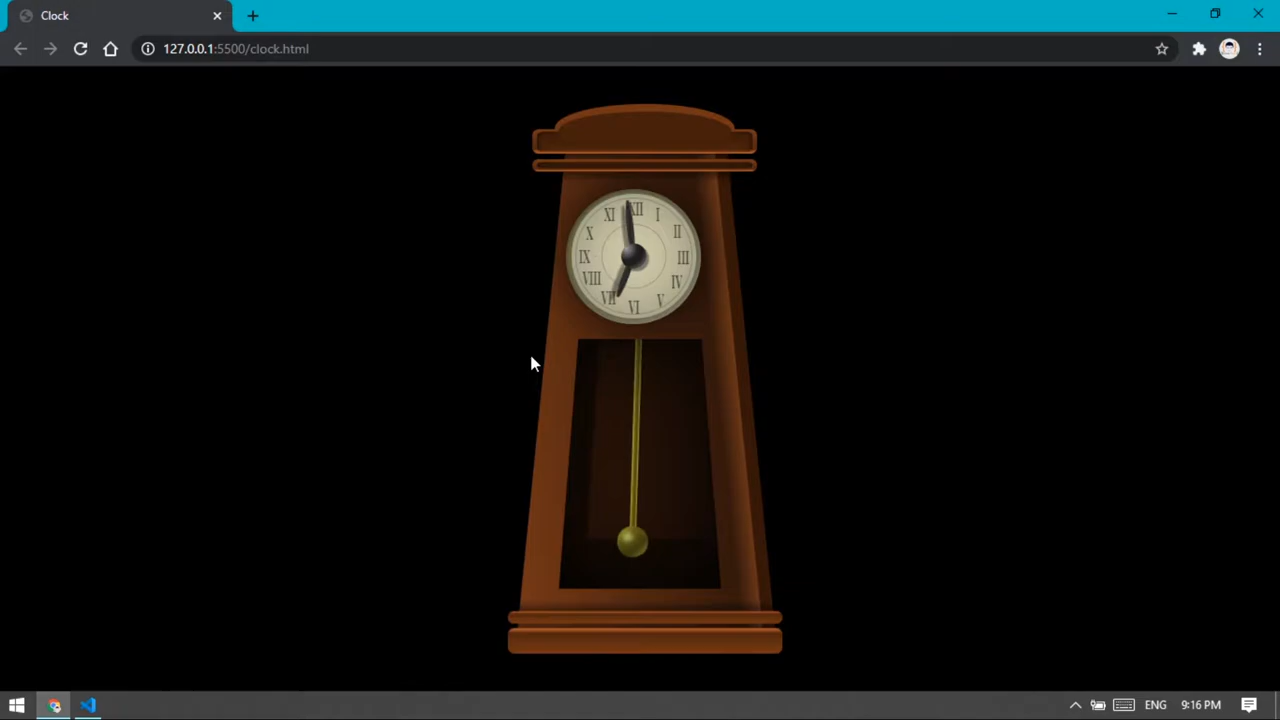 Clock
127.0.0.1:5500/clock.html
XII
XI I
X II
IX III
VIII IV
VII V
VI
ENG 9:16 PM